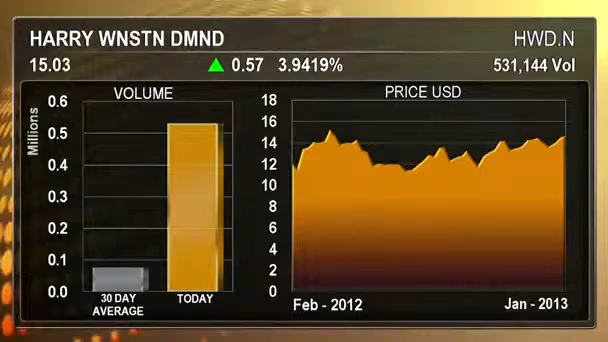 HARRY WNSTN DMND HWD.N
15.03 0.57 3.9419% 531,144 Vol
VOLUME
Millions
0.6
0.5
0.4
0.3
0.2
0.1
0.0
30 DAY
AVERAGE
TODAY
PRICE USD
18
16
14
12
10
8
6
4
2
0
Feb - 2012 Jan - 2013